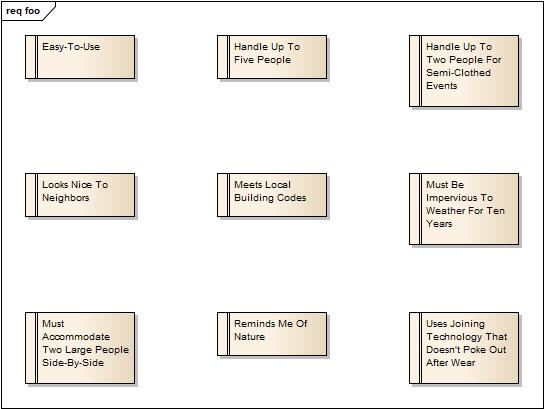 req foo
Easy-To-Use
Handle Up To
Five People
Handle Up To
Two People For
Semi-Clothed
Events
Looks Nice To
Neighbors
Meets Local
Building Codes
Must Be
Impervious To
Weather For Ten
Years
Must
Accommodate
Two Large People
Side-By-Side
Reminds Me Of
Nature
Uses Joining
Technology That
Doesn't Poke Out
After Wear